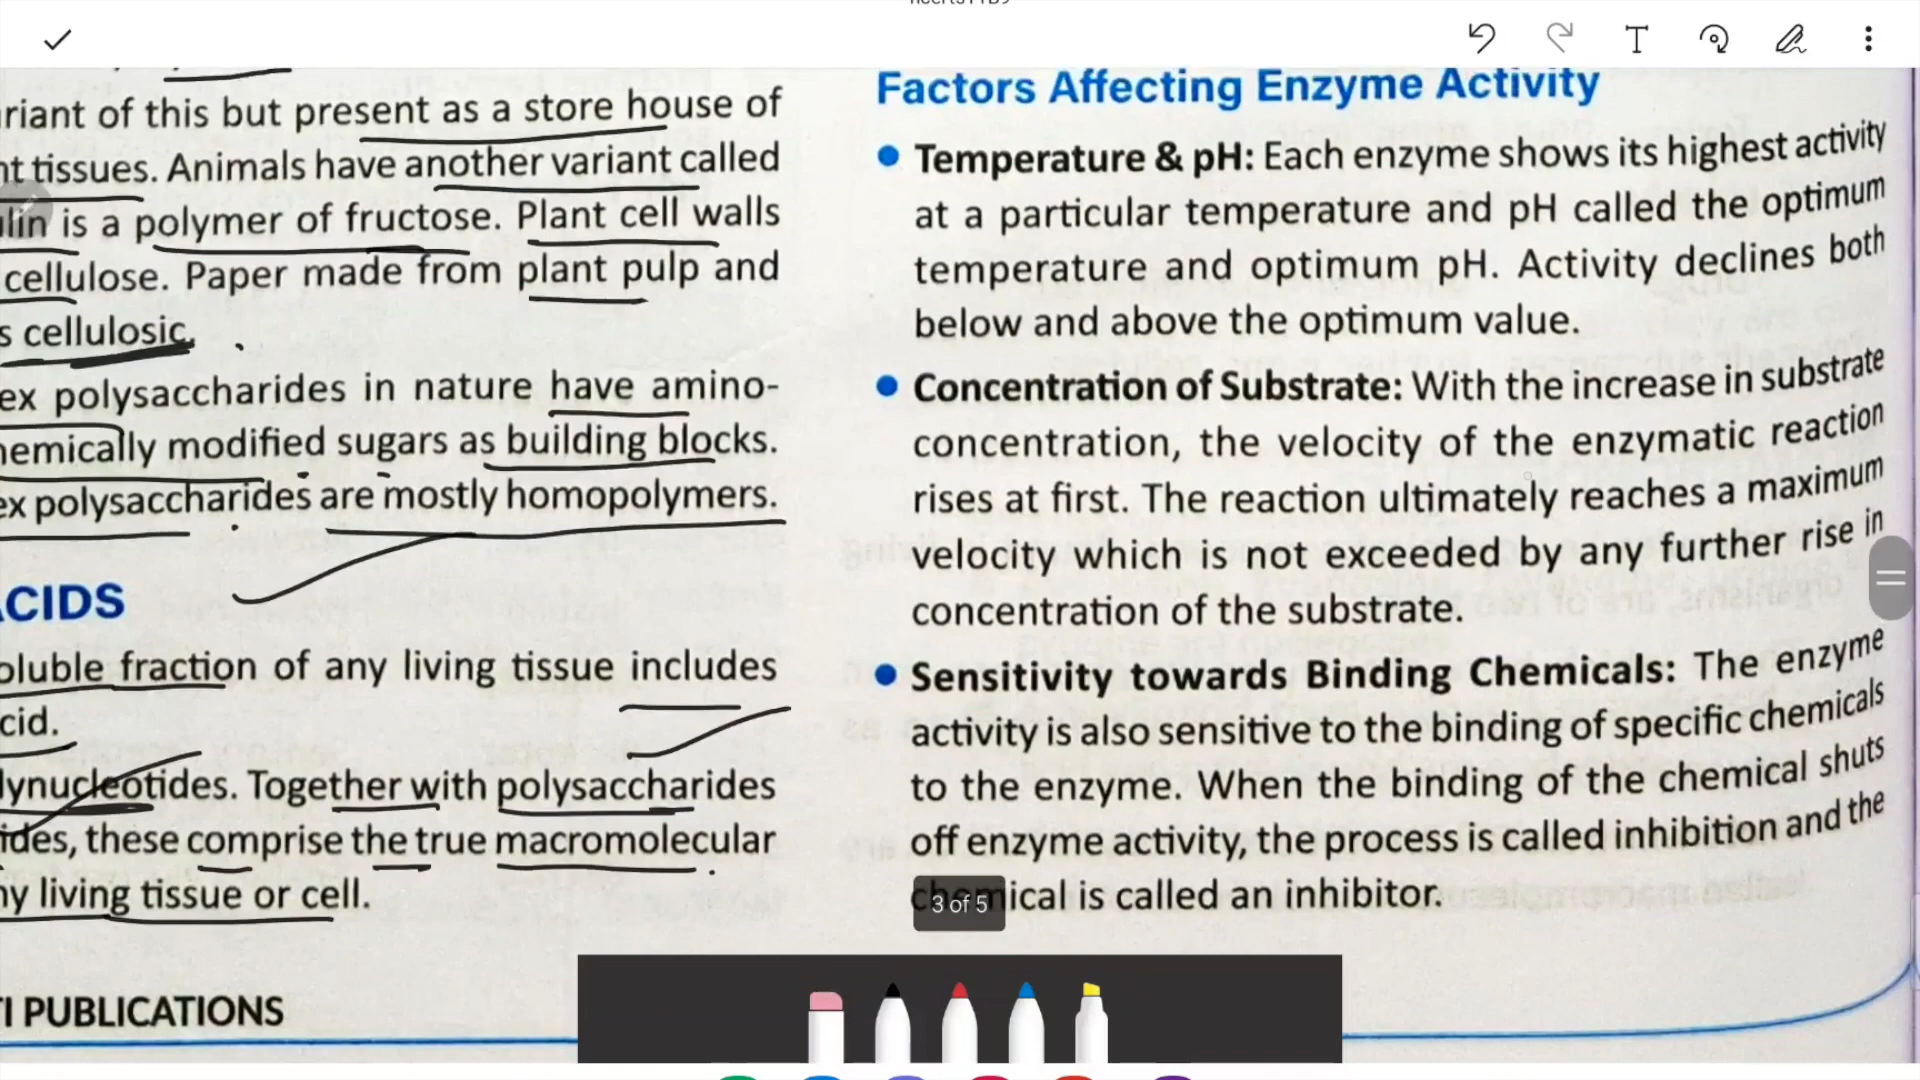 riant of this but present as a store house of
nt tissues. Animals have another variant called
ulin is a polymer of fructose. Plant cell walls
cellulose. Paper made from plant pulp and
s cellulosic.
ex polysaccharides in nature have amino-
hemically modified sugars as building blocks.
ex polysaccharides are mostly homopolymers.
ACIDS
oluble fraction of any living tissue includes
cid.
lynucleotides. Together with polysaccharides
ides, these comprise the true macromolecular
ny living tissue or cell.
TI PUBLICATIONS
Factors Affecting Enzyme Activity
Temperature & pH: Each enzyme shows its highest activity
at a particular temperature and pH called the optimum
temperature and optimum pH. Activity declines both
below and above the optimum value.
Concentration of Substrate: With the increase in substrate
concentration, the velocity of the enzymatic reaction
rises at first. The reaction ultimately reaches a maximum
velocity which is not exceeded by any further rise in
concentration of the substrate.
Sensitivity towards Binding Chemicals: The enzyme
activity is also sensitive to the binding of specific chemicals
to the enzyme. When the binding of the chemical shuts
off enzyme activity, the process is called inhibition and the
chemical is called an inhibitor.
3 of 5